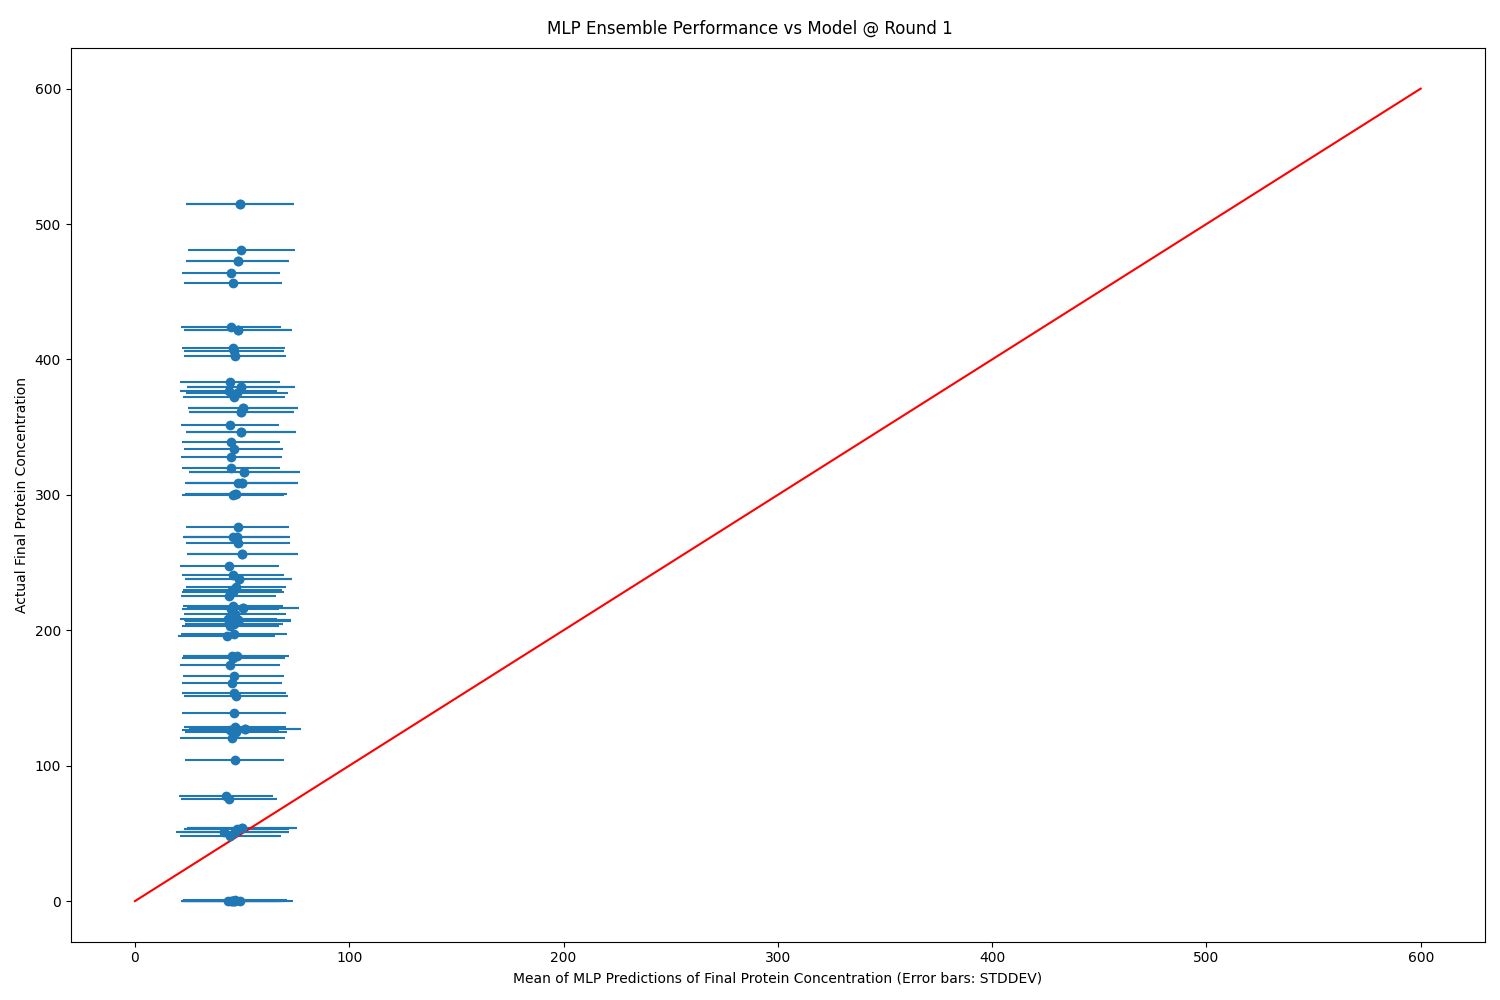 MLP Ensemble Performance vs Model @ Round 1
600
500
400
300
200
100
0
Actual Final Protein Concentration
0 100 200 300 400 500 600
Mean of MLP Predictions of Final Protein Concentration (Error bars: STDDEV)